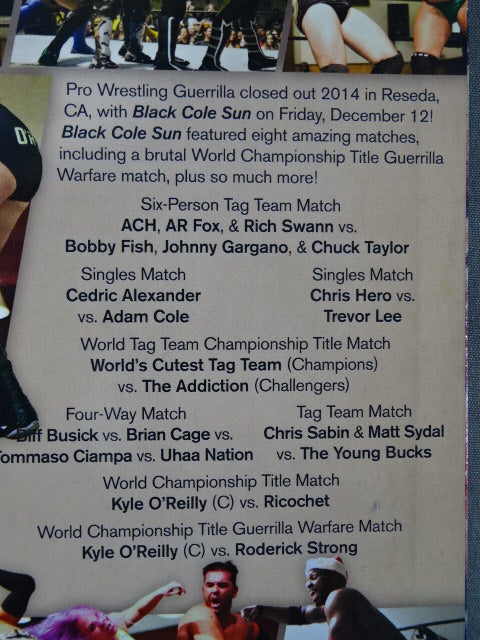 Pro Wrestling Guerrilla closed out 2014 in Reseda,
CA, with Black Cole Sun on Friday, December 12!
Black Cole Sun featured eight amazing matches,
including a brutal World Championship Title Guerrilla
Warfare match, plus so much more!
Six-Person Tag Team Match
ACH, AR Fox, & Rich Swann vs.
Bobby Fish, Johnny Gargano, & Chuck Taylor
Singles Match
Cedric Alexander
vs. Adam Cole
Singles Match
Chris Hero vs.
Trevor Lee
World Tag Team Championship Title Match
World's Cutest Tag Team (Champions)
vs. The Addiction (Challengers)
Four-Way Match
Biff Busick vs. Brian Cage vs.
Tommaso Ciampa vs. Uhaa Nation
Tag Team Match
Chris Sabin & Matt Sydal
vs. The Young Bucks
World Championship Title Match
Kyle O'Reilly (C) vs. Ricochet
World Championship Title Guerrilla Warfare Match
Kyle O'Reilly (C) vs. Roderick Strong